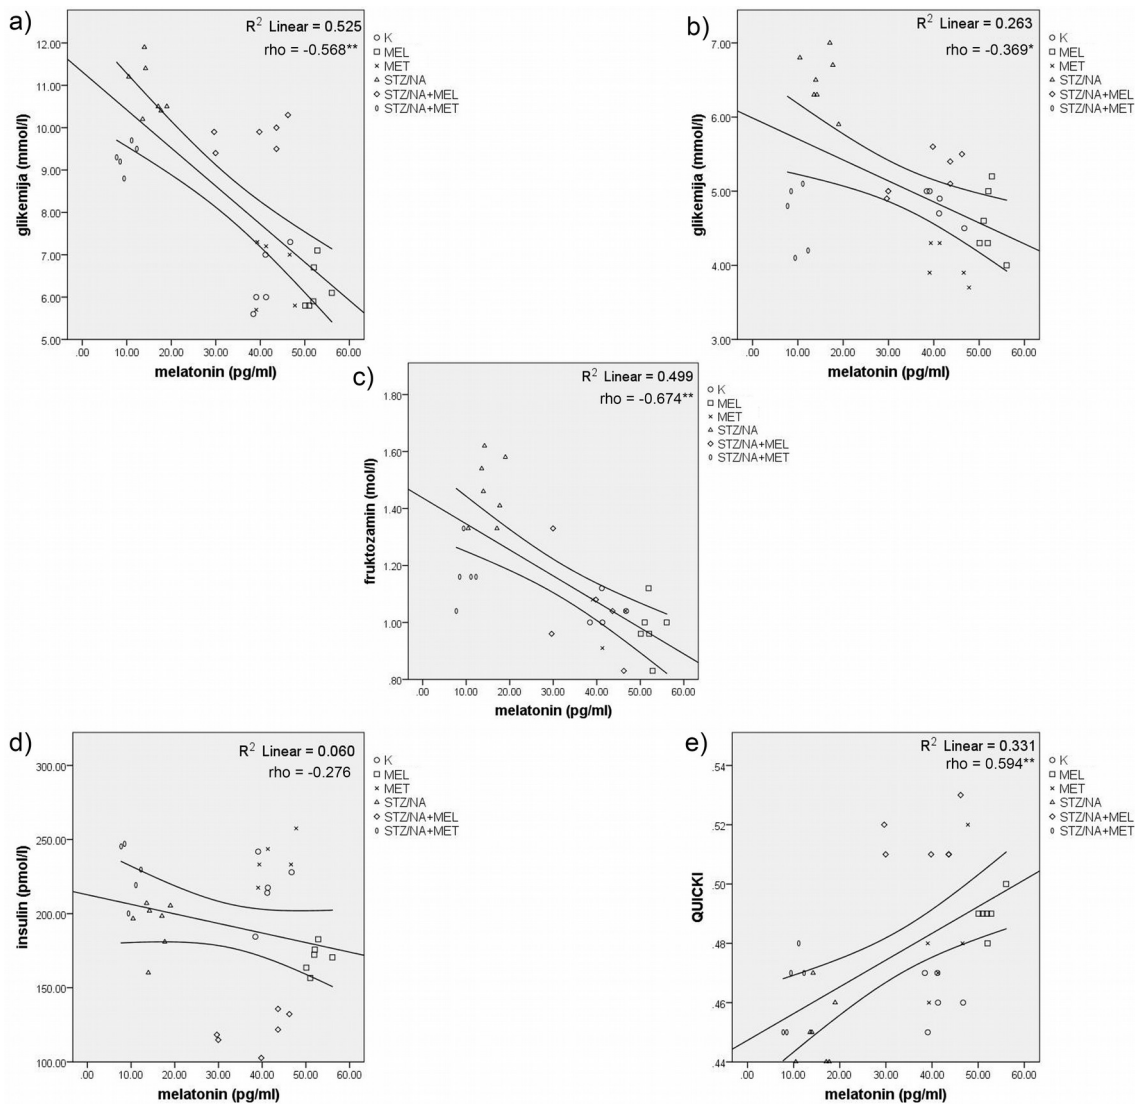 a)
R² Linear = 0.525
rho = -0.568**
K
MEL
MET
STZ/NA
STZ/NA+MEL
STZ/NA+MET
glikemija (mmol/l)
12.00
11.00
10.00
9.00
8.00
7.00
6.00
5.00
.00 10.00 20.00 30.00 40.00 50.00 60.00
melatonin (pg/ml)
b)
R² Linear = 0.263
rho = -0.369*
K
MEL
MET
STZ/NA
STZ/NA+MEL
STZ/NA+MET
glikemija (mmol/l)
7.00
6.00
5.00
4.00
3.00
.00 10.00 20.00 30.00 40.00 50.00 60.00
melatonin (pg/ml)
c)
R² Linear = 0.499
rho = -0.674**
K
MEL
MET
STZ/NA
STZ/NA+MEL
STZ/NA+MET
fruktozamin (mol/l)
1.80
1.60
1.40
1.20
1.00
.80
.00 10.00 20.00 30.00 40.00 50.00 60.00
melatonin (pg/ml)
d)
R² Linear = 0.060
rho = -0.276
K
MEL
MET
STZ/NA
STZ/NA+MEL
STZ/NA+MET
insulin (pmol/l)
300.00
250.00
200.00
150.00
100.00
.00 10.00 20.00 30.00 40.00 50.00 60.00
melatonin (pg/ml)
e)
R² Linear = 0.331
rho = 0.594**
K
MEL
MET
STZ/NA
STZ/NA+MEL
STZ/NA+MET
QUICKI
.54
.52
.50
.48
.46
.44
.00 10.00 20.00 30.00 40.00 50.00 60.00
melatonin (pg/ml)